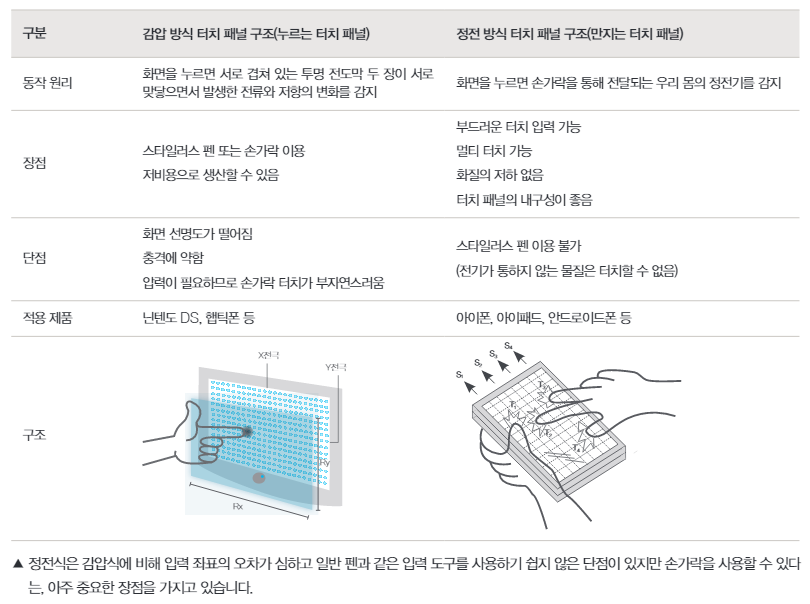 구분
감압 방식 터치 패널 구조(누르는 터치 패널)
정전 방식 터치 패널 구조(만지는 터치 패널)
동작 원리
화면을 누르면 서로 겹쳐 있는 투명 전도막 두 장이 서로
맞닿으면서 발생한 전류와 저항의 변화를 감지
화면을 누르면 손가락을 통해 전달되는 우리 몸의 정전기를 감지
장점
스타일러스 펜 또는 손가락 이용
저비용으로 생산할 수 있음
부드러운 터치 입력 가능
멀티 터치 가능
화질의 저하 없음
터치 패널의 내구성이 좋음
단점
화면 선명도가 떨어짐
충격에 약함
압력이 필요하므로 손가락 터치가 부자연스러움
스타일러스 펜 이용 불가
(전기가 통하지 않는 물질은 터치할 수 없음)
적용 제품
닌텐도 DS, 햅틱폰 등
아이폰, 아이패드, 안드로이드폰 등
구조
X전극
Y전극
Ry
Rx
S₁
S₂
S₃
S₄
T₁
T₂
▲ 정전식은 감압식에 비해 입력 좌표의 오차가 심하고 일반 펜과 같은 입력 도구를 사용하기 쉽지 않은 단점이 있지만 손가락을 사용할 수 있다
는, 아주 중요한 장점을 가지고 있습니다.